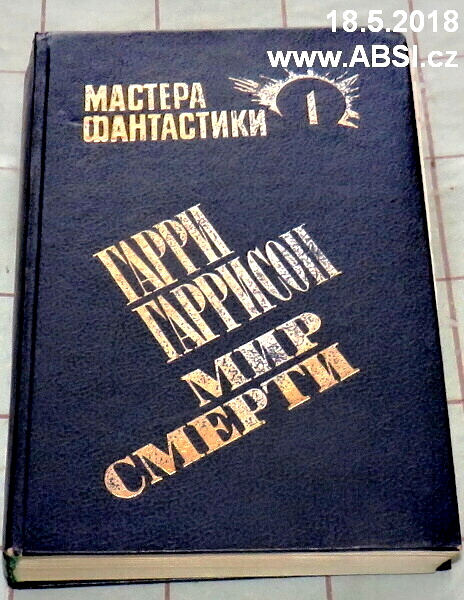 18.5.2018
www.ABSI.cz
МАСТЕРА
ФАНТАСТИКИ
1
ГАРРИ
ГАРРИСОН
МИР
СМЕРТИ